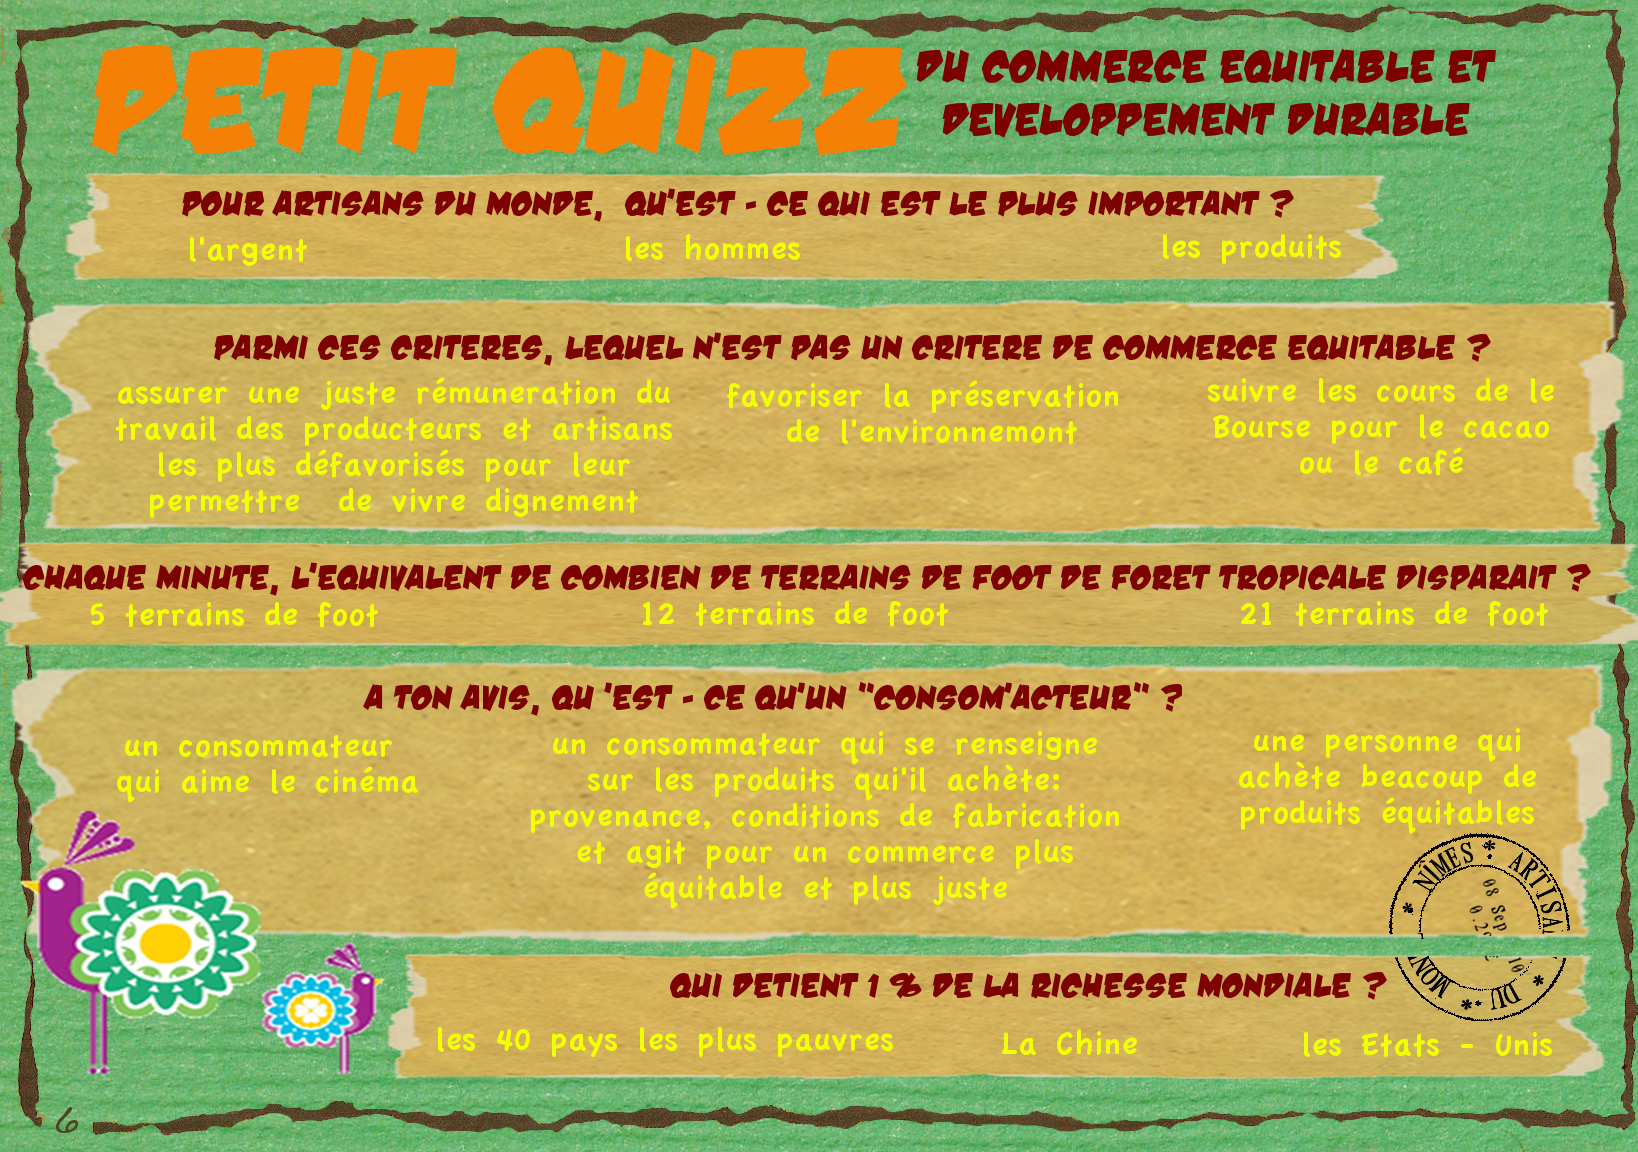 PETIT QUIZZ
DU COMMERCE EQUITABLE ET
DEVELOPPEMENT DURABLE
POUR ARTISANS DU MONDE, QU'EST - CE QUI EST LE PLUS IMPORTANT ?
l'argent les hommes les produits
PARMI CES CRITERES, LEQUEL N'EST PAS UN CRITERE DE COMMERCE EQUITABLE ?
assurer une juste rémuneration du
travail des producteurs et artisans
les plus défavorisés pour leur
permettre de vivre dignement
favoriser la préservation
de l'environnemont
suivre les cours de le
Bourse pour le cacao
ou le café
CHAQUE MINUTE, L'EQUIVALENT DE COMBIEN DE TERRAINS DE FOOT DE FORET TROPICALE DISPARAIT ?
5 terrains de foot 12 terrains de foot 21 terrains de foot
A TON AVIS, QU 'EST - CE QU'UN "CONSOM'ACTEUR" ?
un consommateur
qui aime le cinéma
un consommateur qui se renseigne
sur les produits qui'il achète:
provenance, conditions de fabrication
et agit pour un commerce plus
équitable et plus juste
une personne qui
achète beacoup de
produits équitables
* NÎMES * ARTISA
MON DU *
08 Sep
QUI DETIENT 1 % DE LA RICHESSE MONDIALE ?
les 40 pays les plus pauvres La Chine les Etats - Unis
6